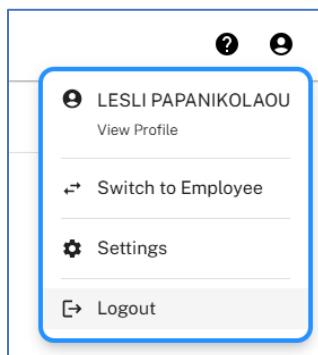 LESLI PAPANIKOLAOU
View Profile
Switch to Employee
Settings
Logout